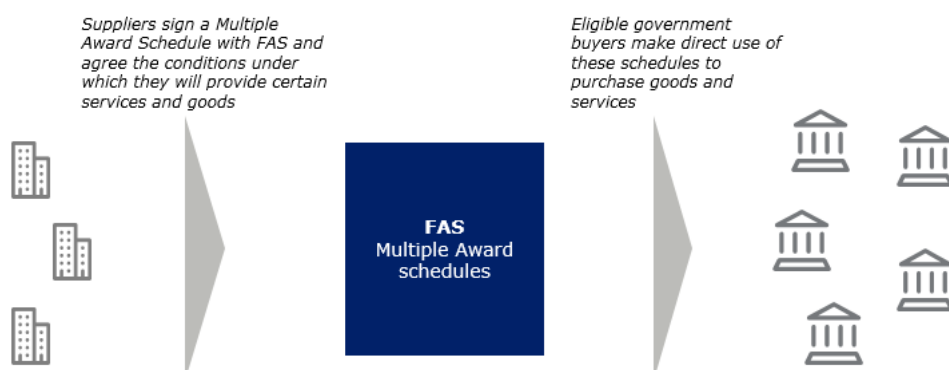 Suppliers sign a Multiple
Award Schedule with FAS and
agree the conditions under
which they will provide certain
services and goods
Eligible government
buyers make direct use of
these schedules to
purchase goods and
services
FAS
Multiple Award
schedules